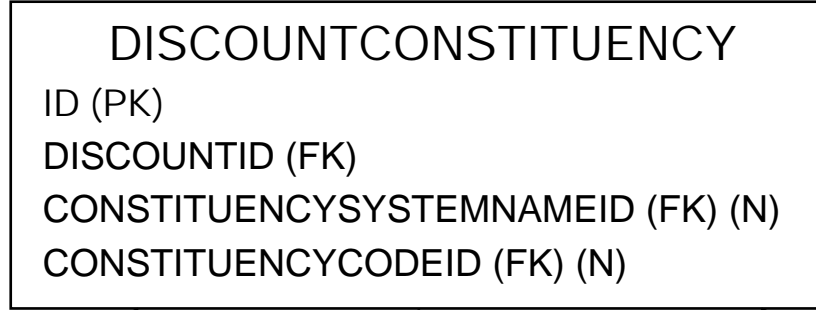 DISCOUNTCONSTITUENCY
ID (PK)
DISCOUNTID (FK)
CONSTITUENCYSYSTEMNAMEID (FK) (N)
CONSTITUENCYCODEID (FK) (N)